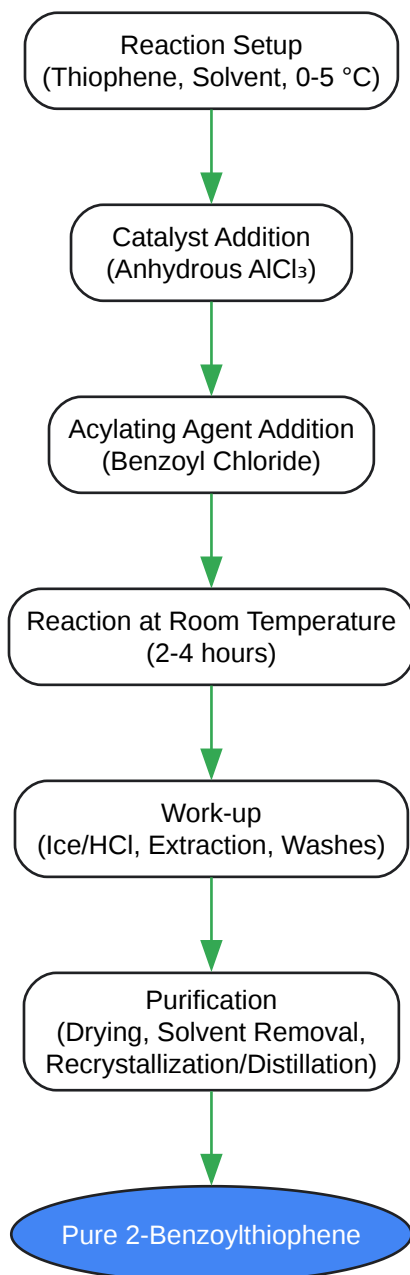 Reaction Setup
(Thiophene, Solvent, 0-5 °C)
Catalyst Addition
(Anhydrous AlCl₃)
Acylating Agent Addition
(Benzoyl Chloride)
Reaction at Room Temperature
(2-4 hours)
Work-up
(Ice/HCl, Extraction, Washes)
Purification
(Drying, Solvent Removal,
Recrystallization/Distillation)
Pure 2-Benzoylthiophene